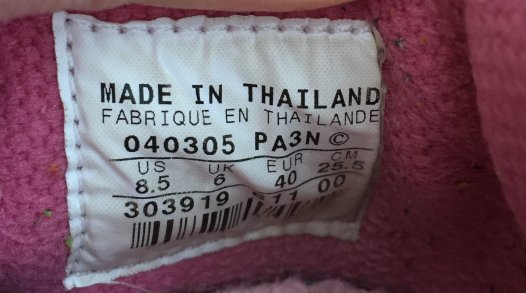 MADE IN THAILAND
FABRIQUE EN THAILANDE
040305 PA3N ©
US UK EUR CM
8.5 6 40 25.5
303919 511 00